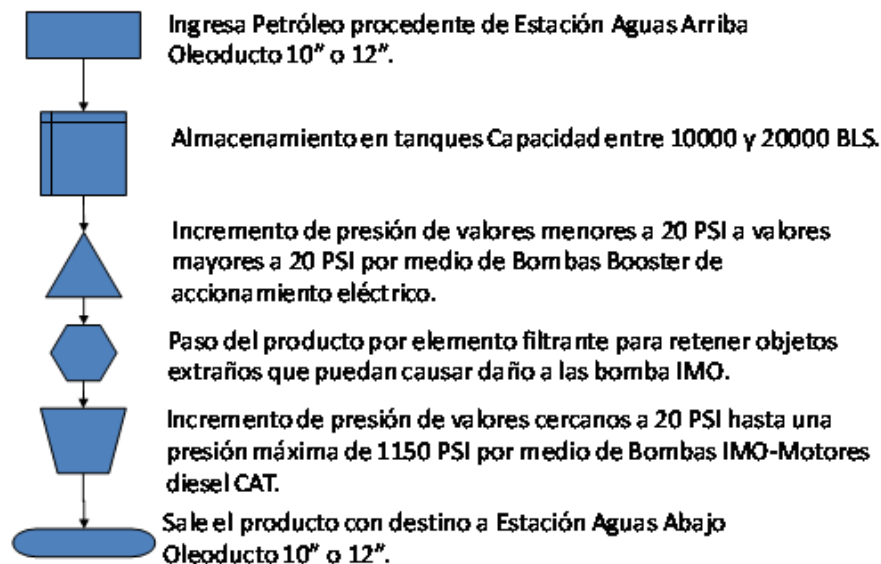 Ingresa Petróleo procedente de Estación Aguas Arriba
Oleoducto 10” o 12”.
Almacenamiento en tanques Capacidad entre 10000 y 20000 BLS.
Incremento de presión de valores menores a 20 PSI a valores
mayores a 20 PSI por medio de Bombas Booster de
accionamiento eléctrico.
Paso del producto por elemento filtrante para retener objetos
extraños que puedan causar daño a las bomba IMO.
Incremento de presión de valores cercanos a 20 PSI hasta una
presión máxima de 1150 PSI por medio de Bombas IMO-Motores
diesel CAT.
Sale el producto con destino a Estación Aguas Abajo
Oleoducto 10” o 12”.